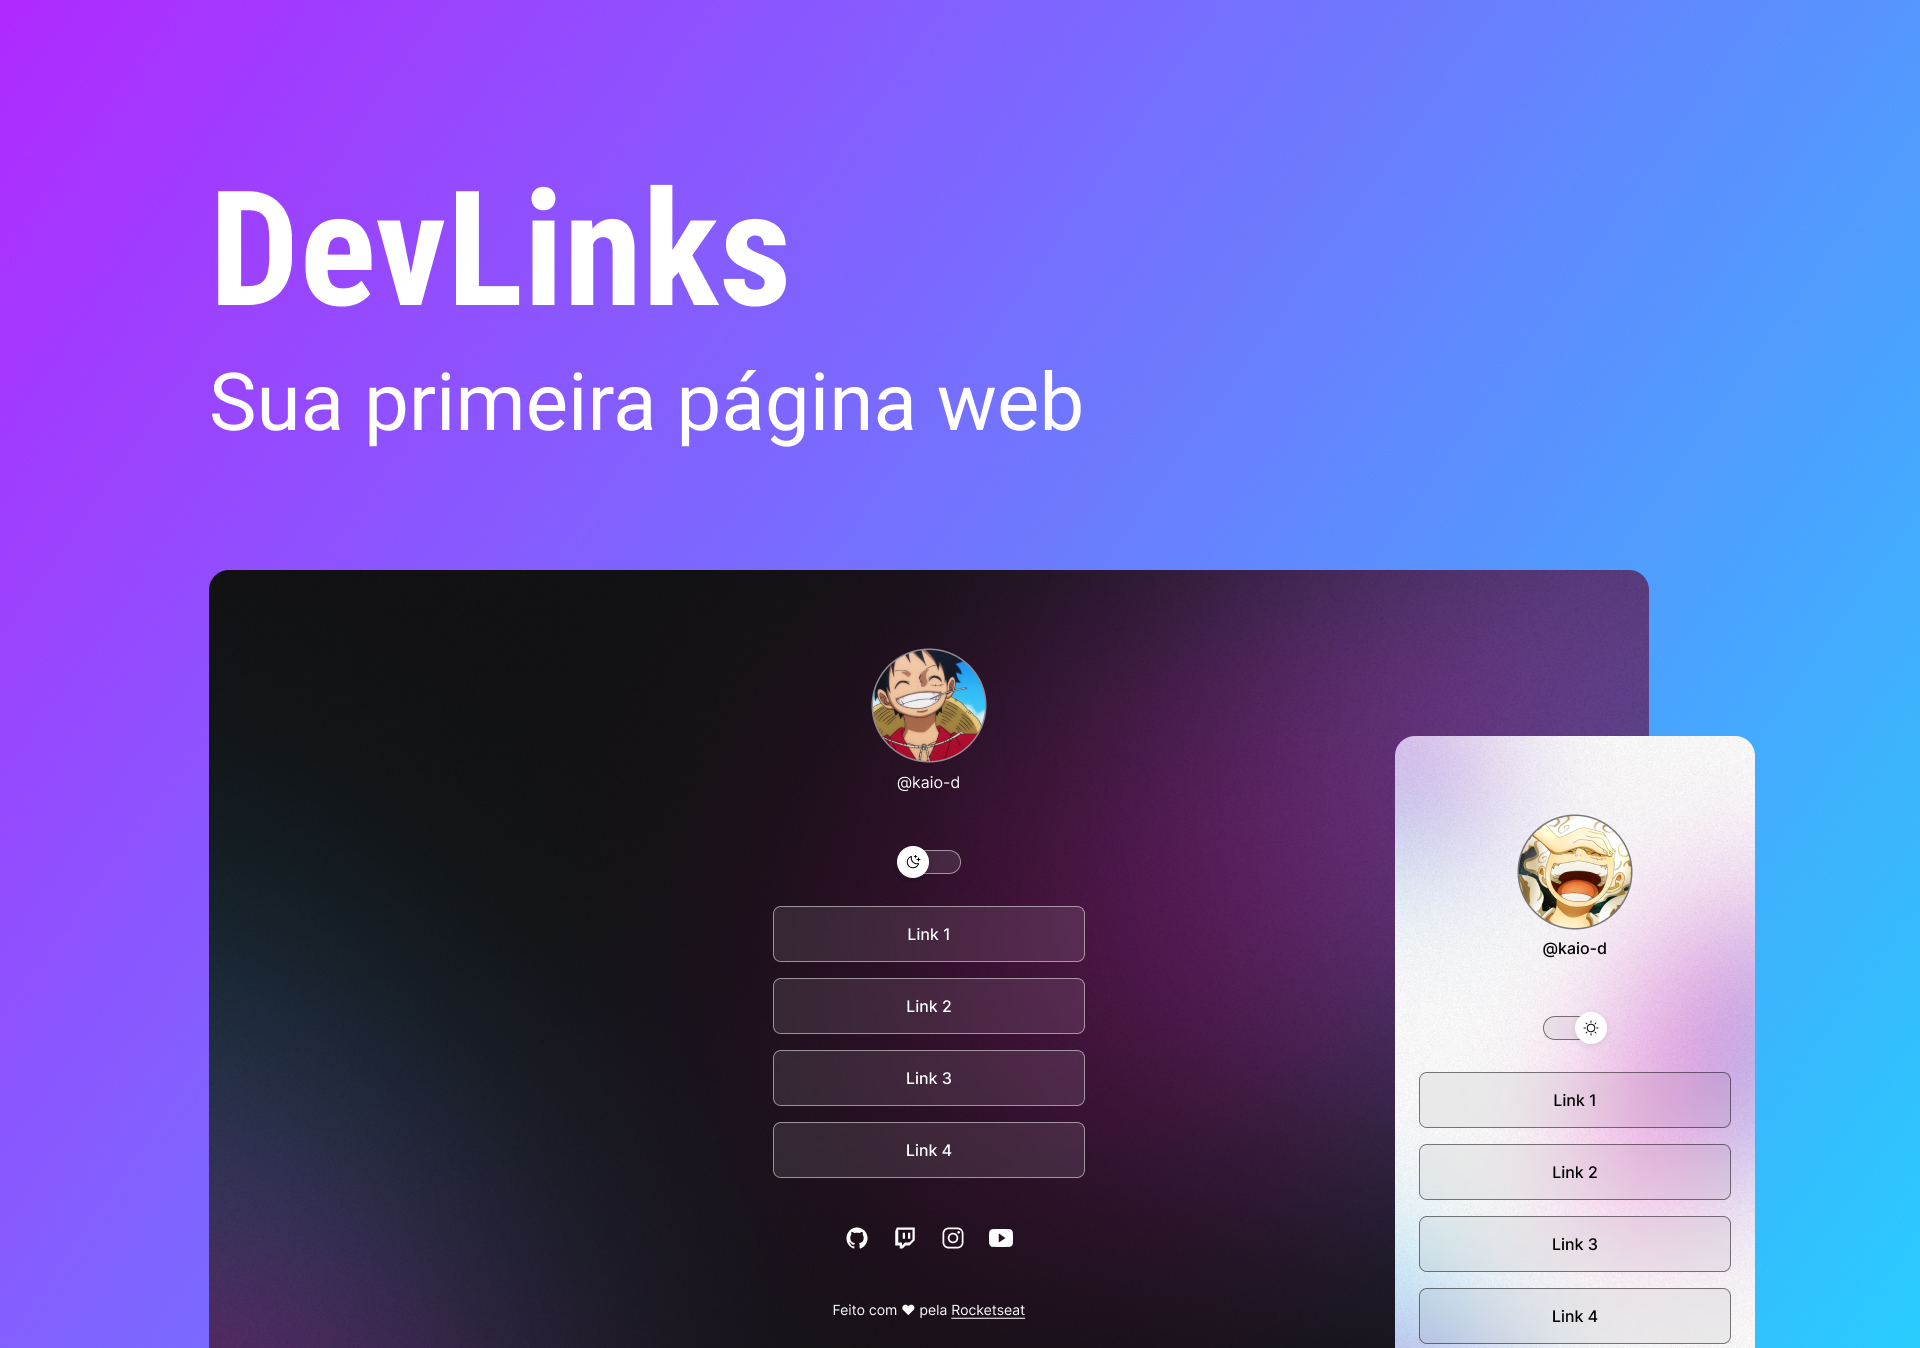 DevLinks
Sua primeira página web
@kaio-d
Link 1
Link 2
Link 3
Link 4
Feito com ♥ pela Rocketseat
@kaio-d
Link 1
Link 2
Link 3
Link 4